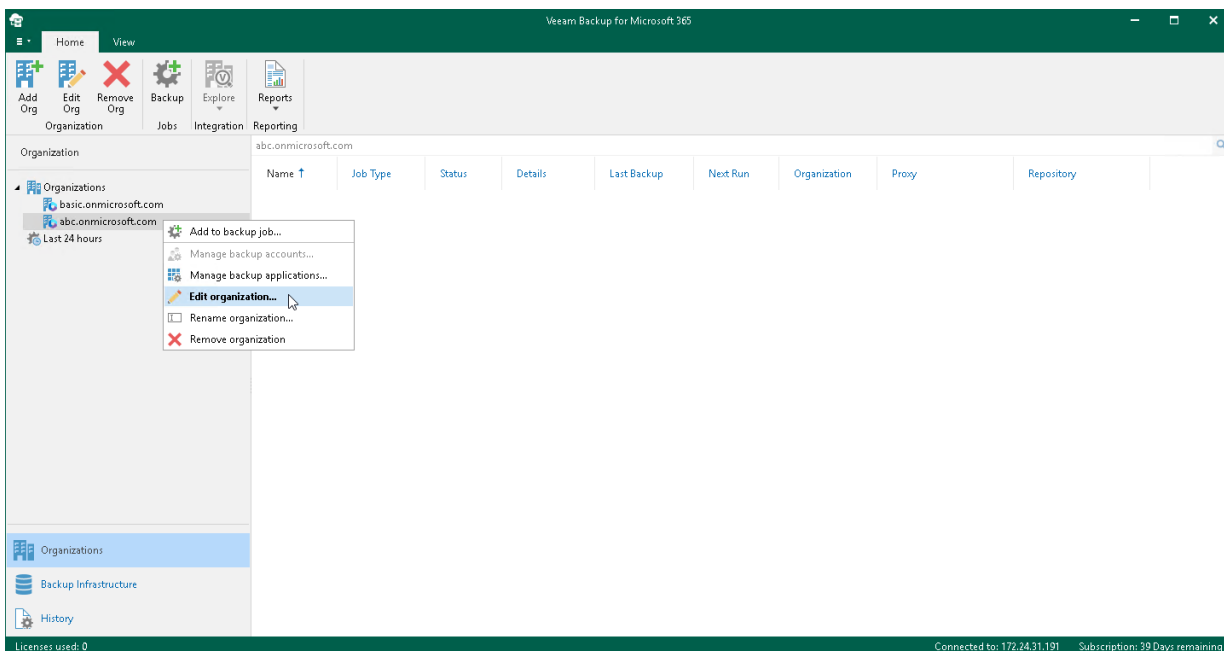 Veeam Backup for Microsoft 365
Home View
Add Org Edit Org Remove Org Backup Explore Reports
Organization Jobs Integration Reporting
Organization
abc.onmicrosoft.com
Name Job Type Status Details Last Backup Next Run Organization Proxy Repository
Organizations
basic.onmicrosoft.com
abc.onmicrosoft.com
Last 24 hours
Add to backup job...
Manage backup accounts...
Manage backup applications...
Edit organization...
Rename organization...
Remove organization
Organizations
Backup Infrastructure
History
Licenses used: 0 Connected to: 172.24.31.191 Subscription: 39 Days remaining